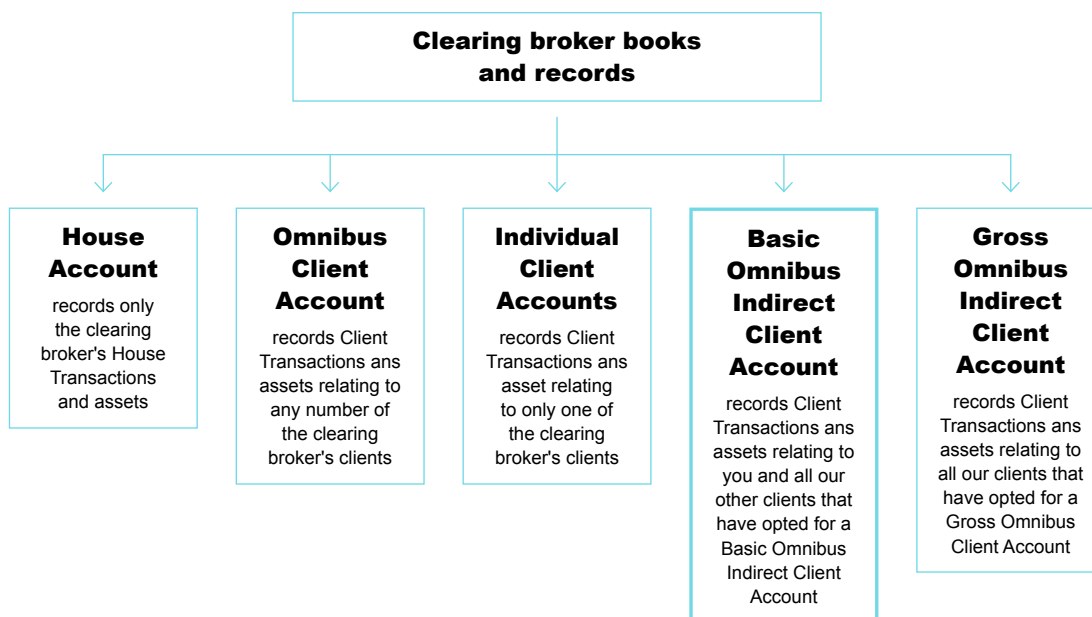 Clearing broker books
and records
House
Account
records only
the clearing
broker's House
Transactions
and assets
Omnibus
Client
Account
records Client
Transactions ans
assets relating to
any number of
the clearing
broker's clients
Individual
Client
Accounts
records Client
Transactions ans
asset relating
to only one of
the clearing
broker's clients
Basic
Omnibus
Indirect
Client
Account
records Client
Transactions ans
assets relating to
you and all our
other clients that
have opted for a
Basic Omnibus
Indirect Client
Account
Gross
Omnibus
Indirect
Client
Account
records Client
Transactions ans
assets relating to
all our clients that
have opted for a
Gross Omnibus
Client Account